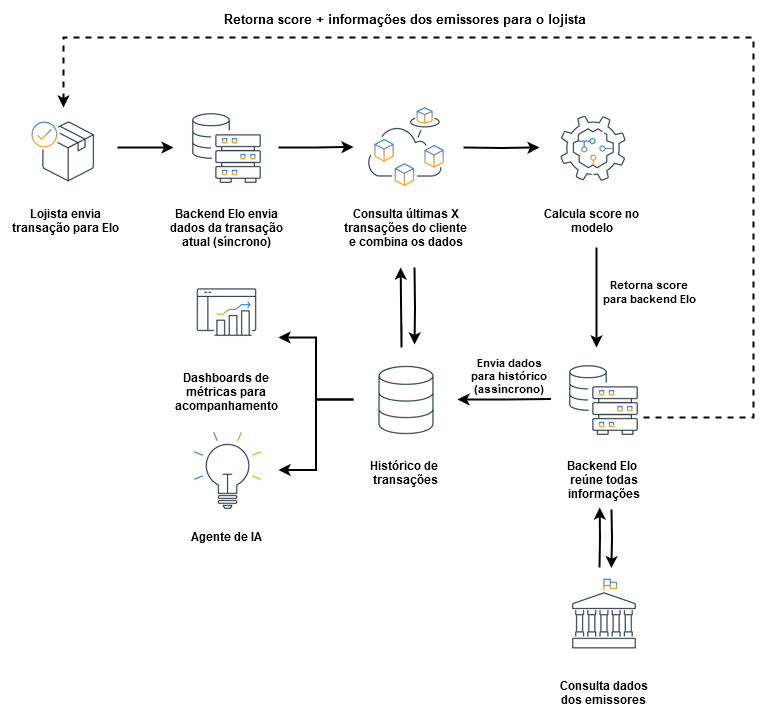 Retorna score + informações dos emissores para o lojista
Lojista envia
transação para Elo
Backend Elo envia
dados da transação
atual (síncrono)
Consulta últimas X
transações do cliente
e combina os dados
Calcula score no
modelo
Retorna score
para backend Elo
Dashboards de
métricas para
acompanhamento
Envia dados
para histórico
(assíncrono)
Histórico de
transações
Backend Elo
reúne todas
informações
Agente de IA
Consulta dados
dos emissores